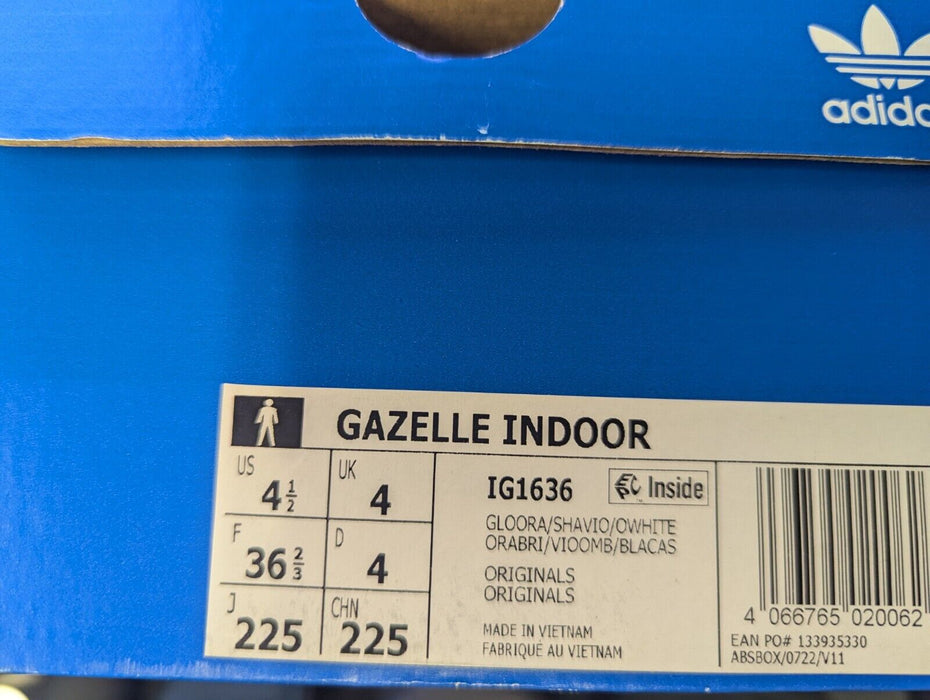 adidas
GAZELLE INDOOR
US 4½ UK 4
F 36⅔ D 4
J 225 CHN 225
IG1636 Inside
GLOORA/SHAVIO/OWHITE
ORABRI/VIOOMB/BLACAS
ORIGINALS
ORIGINALS
MADE IN VIETNAM
FABRIQUÉ AU VIETNAM
4 066765 020062
EAN PO# 133935330
ABSBOX/0722/V11